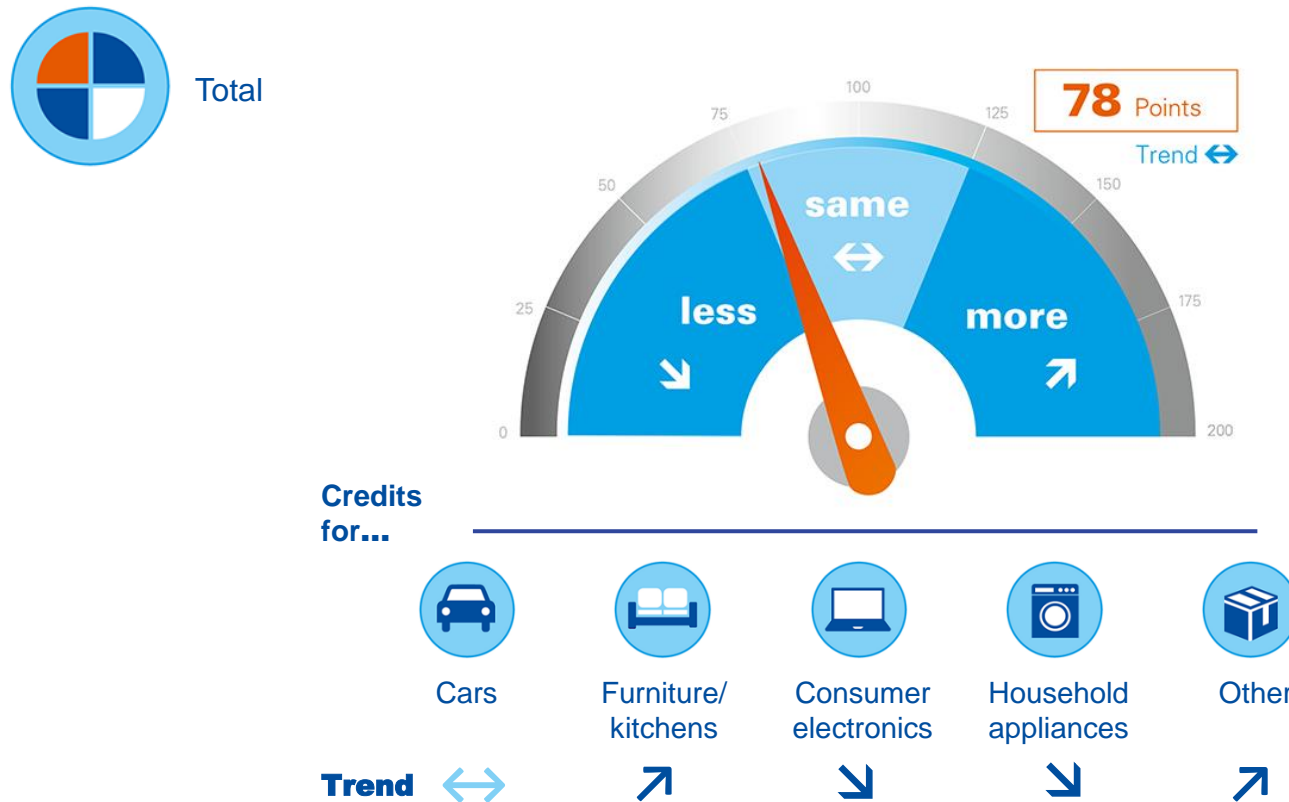 Total
78 Points
Trend
0
25
50
75
100
125
150
175
200
less
same
more
Credits
for...
Cars
Furniture/
kitchens
Consumer
electronics
Household
appliances
Other
Trend